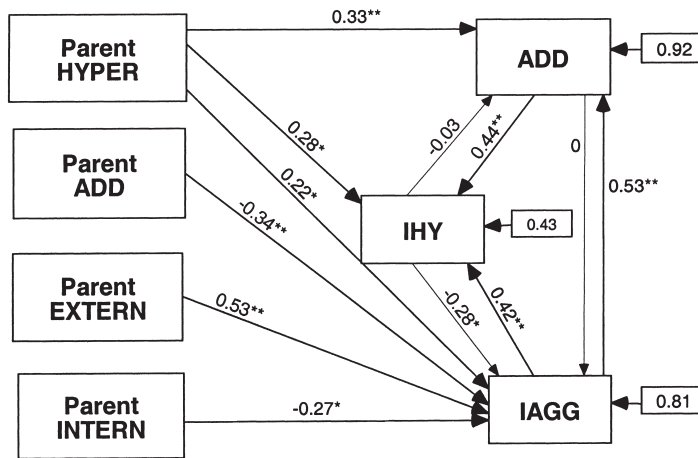 0.33**
Parent
HYPER
ADD
0.92
0.28*
-0.03
0.44**
0
0.53**
Parent
ADD
0.22*
-0.34**
IHY
0.43
Parent
EXTERN
0.53**
-0.28*
0.42**
Parent
INTERN
-0.27*
IAGG
0.81